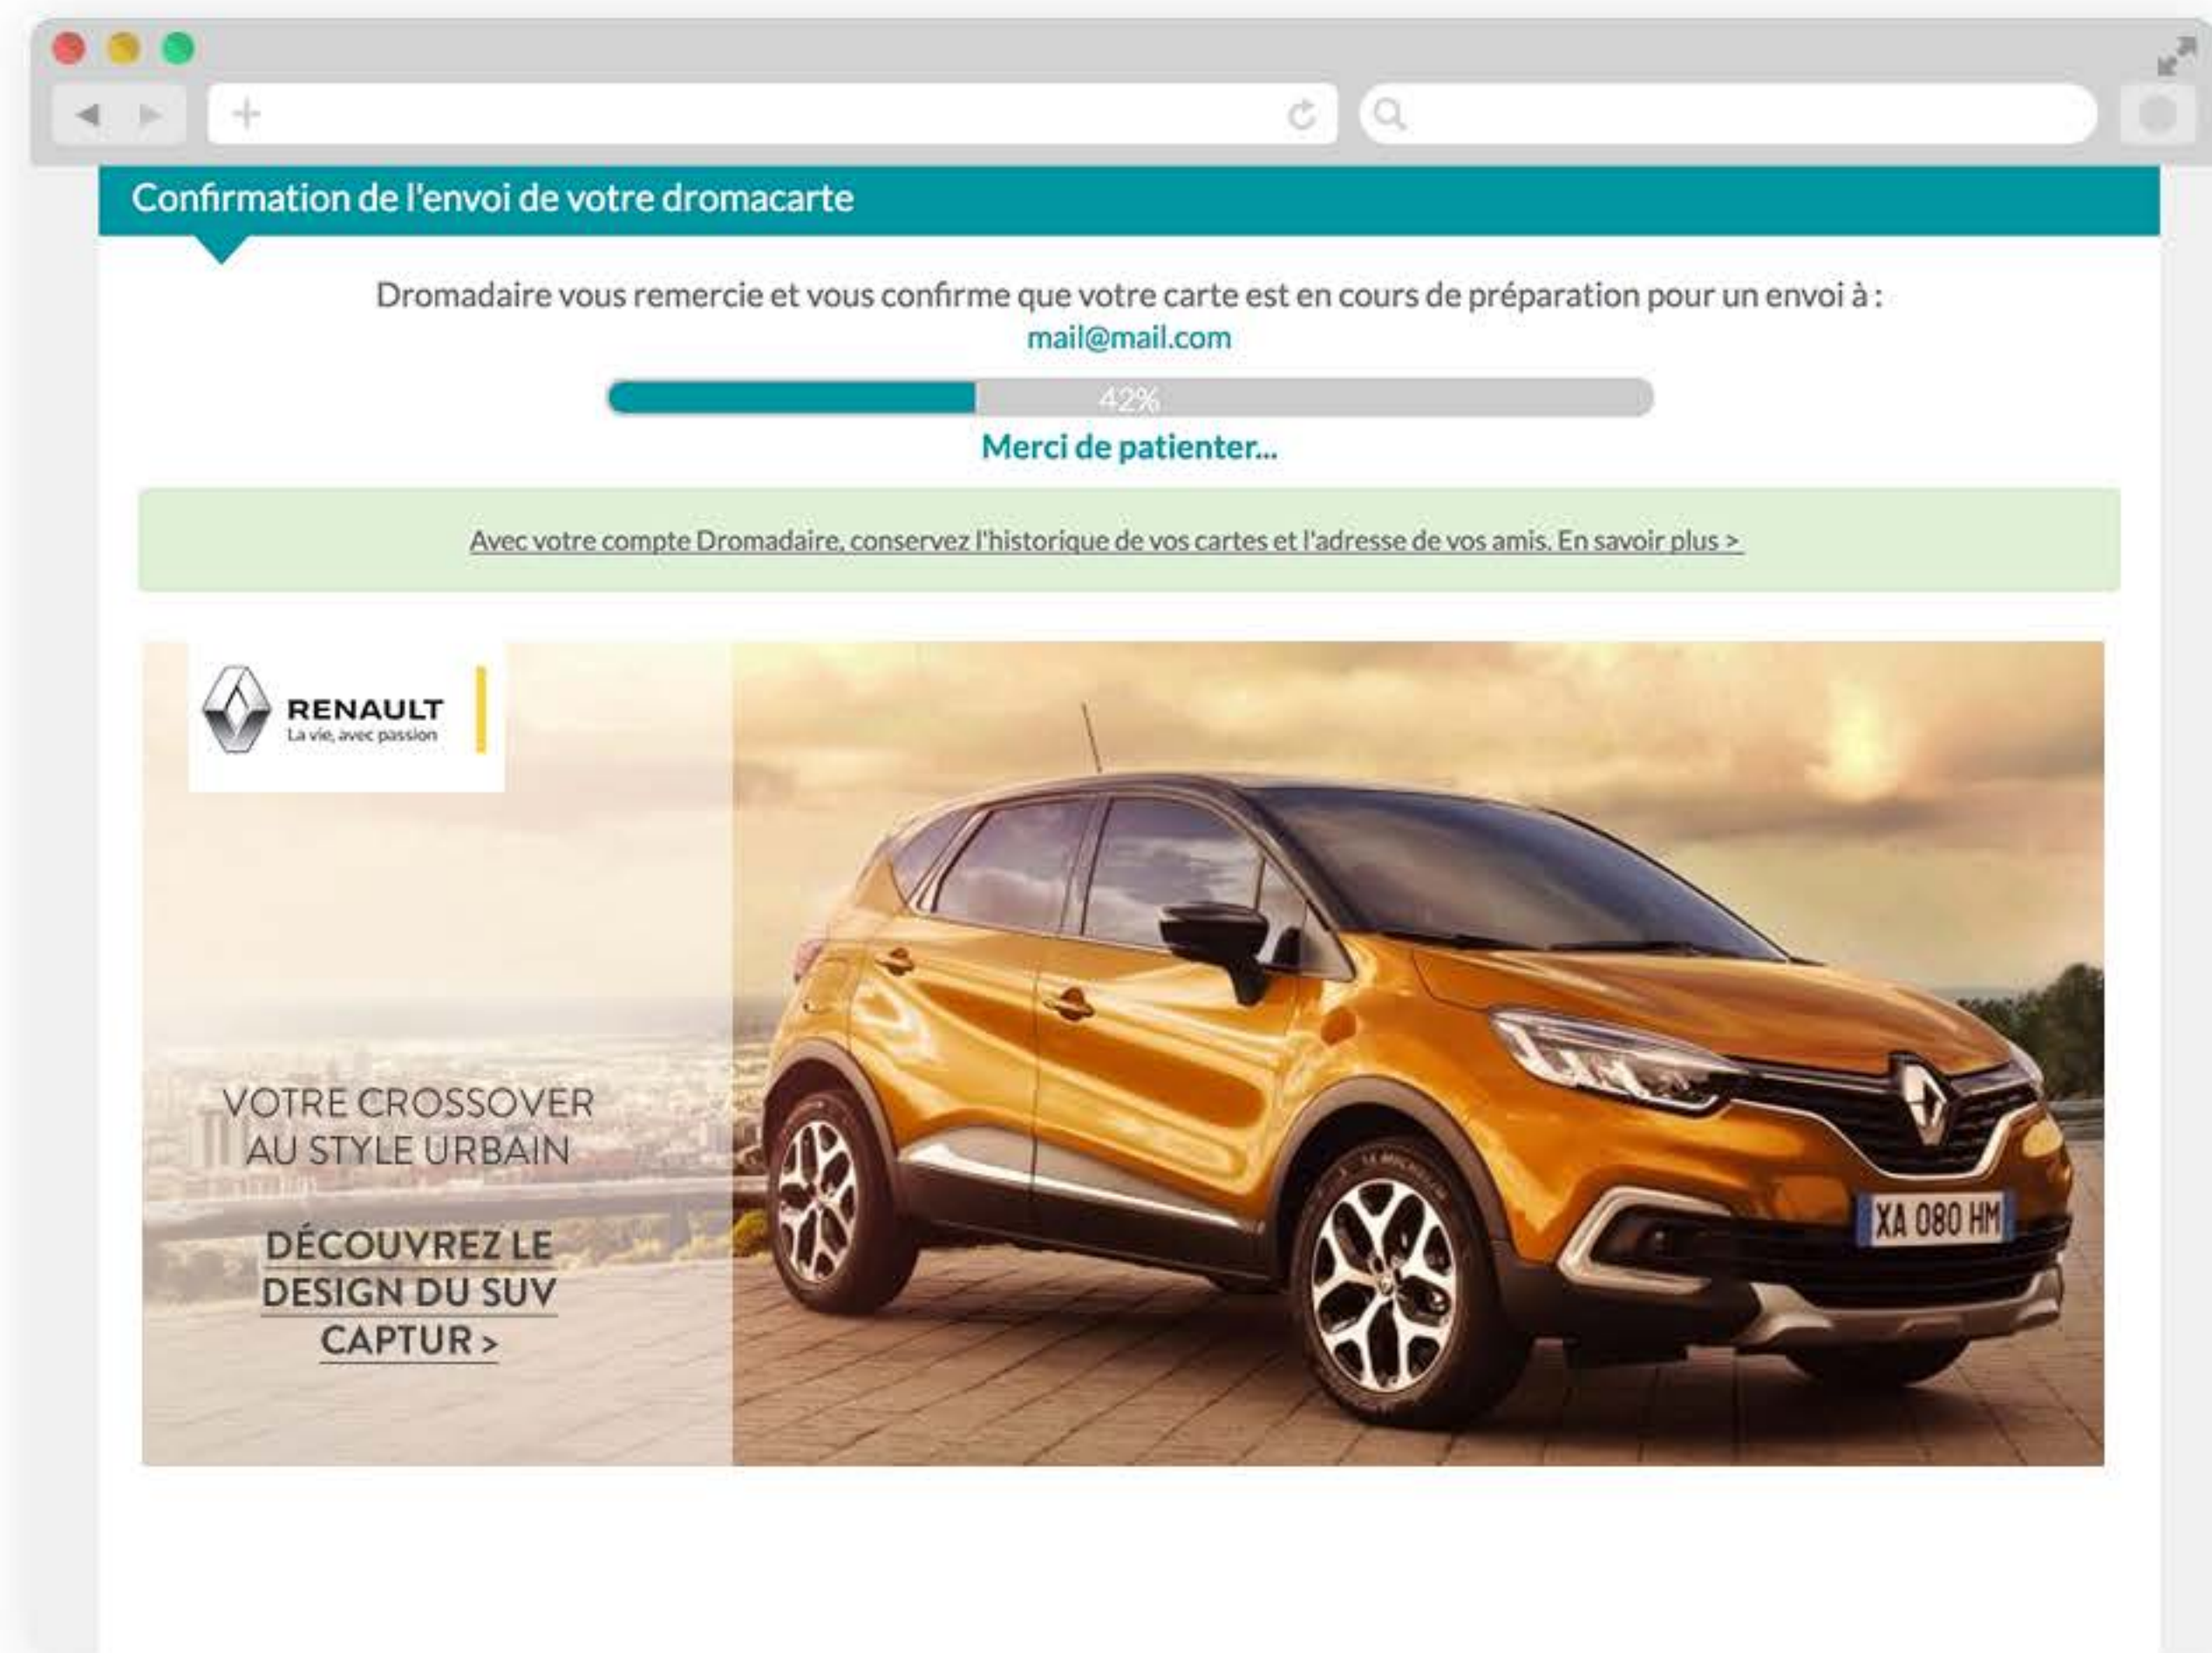 Confirmation de l'envoi de votre dromacarte
Dromadaire vous remercie et vous confirme que votre carte est en cours de préparation pour un envoi à :
mail@mail.com
42%
Merci de patienter...
Avec votre compte Dromadaire, conservez l'historique de vos cartes et l'adresse de vos amis. En savoir plus >
RENAULT
La vie, avec passion
VOTRE CROSSOVER
AU STYLE URBAIN
DÉCOUVREZ LE
DESIGN DU SUV
CAPTUR >
XA 080 HM